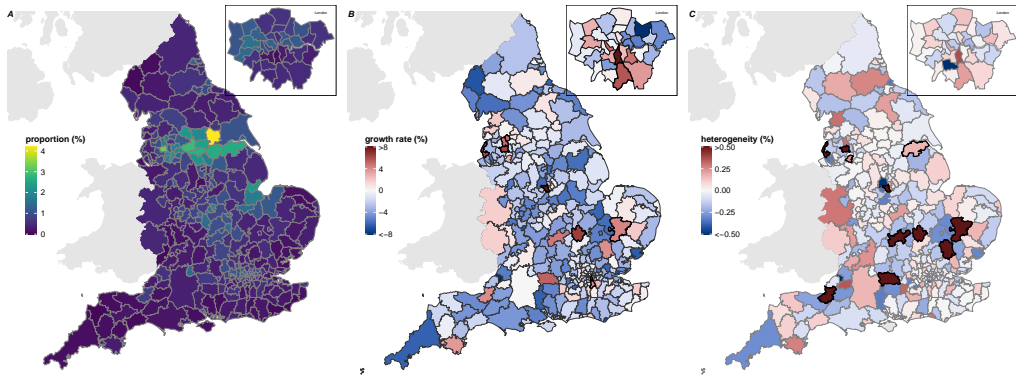 A
London
proportion (%)
4
3
2
1
0
B
London
growth rate (%)
>8
4
0
−4
<−8
C
London
heterogeneity (%)
>0.50
0.25
0.00
−0.25
<−0.50